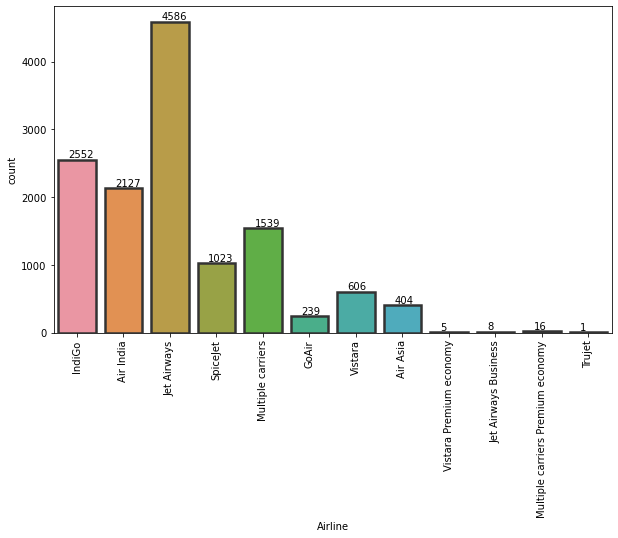 4586
4000
3000
2552
2127
2000
1539
1023
1000
606
404
239
5
8
16
1
0
count
IndiGo
Air India
Jet Airways
SpiceJet
Multiple carriers
GoAir
Vistara
Air Asia
Vistara Premium economy
Jet Airways Business
Multiple carriers Premium economy
Trujet
Airline